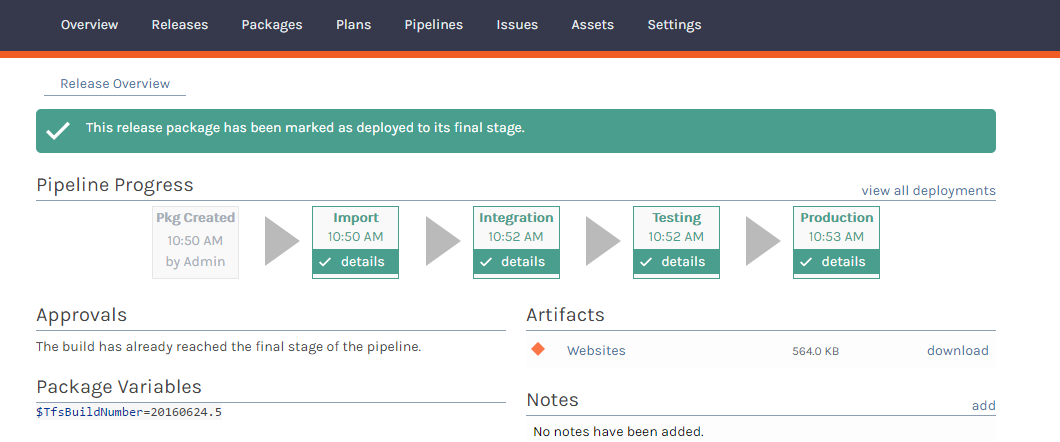 Overview Releases Packages Plans Pipelines Issues Assets Settings
Release Overview
This release package has been marked as deployed to its final stage.
Pipeline Progress
view all deployments
Pkg Created
10:50 AM
by Admin
Import
10:50 AM
details
Integration
10:52 AM
details
Testing
10:52 AM
details
Production
10:53 AM
details
Approvals
The build has already reached the final stage of the pipeline.
Package Variables
$TfsBuildNumber=20160624.5
Artifacts
Websites 564.0 KB download
Notes
add
No notes have been added.